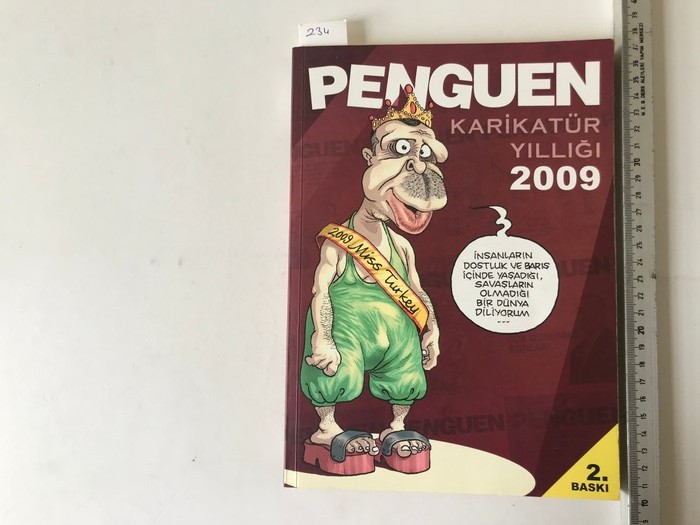 234
PENGUEN
KARİKATÜR
YILLIĞI
2009
2009 Miss Turkey
İNSANLARIN
DOSTLUK VE BARIŞ
İÇİNDE YAŞADIĞI,
SAVAŞLARIN
OLMADIĞI
BİR DÜNYA
DİLİYORUM
---
PENGUEN
2.
BASKI